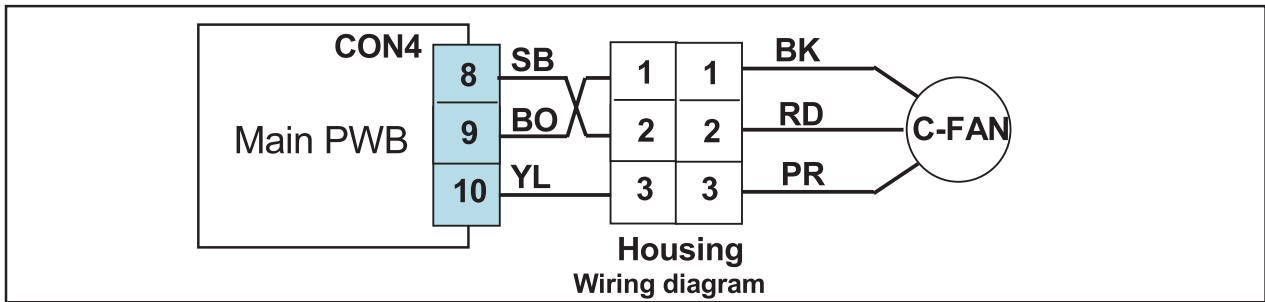 CON4
8 SB 1 1 BK
Main PWB 9 BO 2 2 RD C-FAN
10 YL 3 3 PR
Housing
Wiring diagram